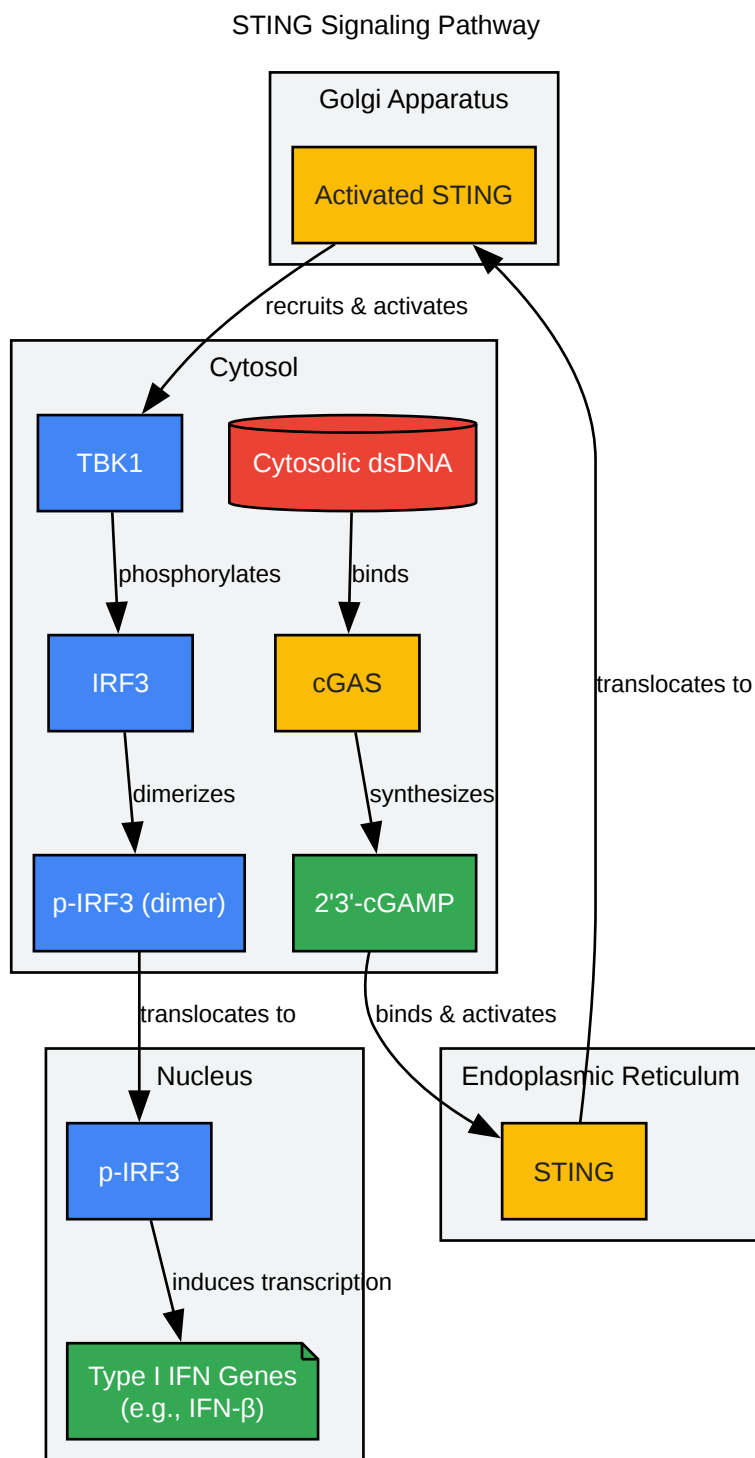 STING Signaling Pathway
Golgi Apparatus
Activated STING
recruits & activates
Cytosol
TBK1
Cytosolic dsDNA
phosphorylates
binds
IRF3
cGAS
translocates to
dimerizes
synthesizes
p-IRF3 (dimer)
2'3'-cGAMP
translocates to
binds & activates
Nucleus
Endoplasmic Reticulum
p-IRF3
STING
induces transcription
Type I IFN Genes
(e.g., IFN-β)